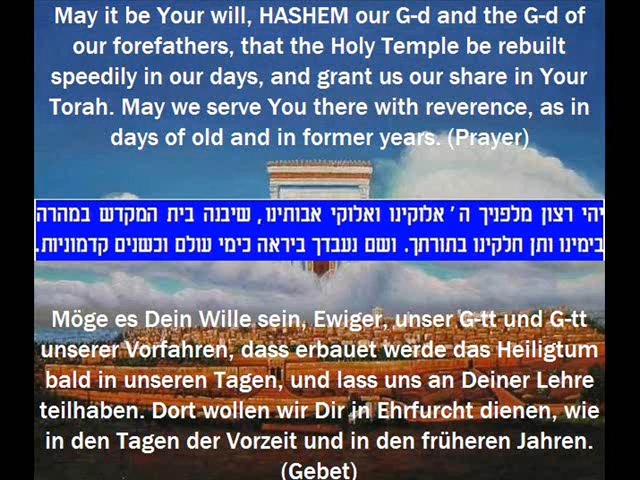 May it be Your will, HASHEM our G-d and the G-d of
our forefathers, that the Holy Temple be rebuilt
speedily in our days, and grant us our share in Your
Torah. May we serve You there with reverence, as in
days of old and in former years. (Prayer)
יהי רצון מלפניך ה' אלוקינו ואלוקי אבותינו, שיבנה בית המקדש במהרה
בימינו ותן חלקינו בתורתך. ושם נעבדך ביראה כימי עולם וכשנים קדמוניות.
Möge es Dein Wille sein, Ewiger, unser G-tt und G-tt
unserer Vorfahren, dass erbauet werde das Heiligtum
bald in unseren Tagen, und lass uns an Deiner Lehre
teilhaben. Dort wollen wir Dir in Ehrfurcht dienen, wie
in den Tagen der Vorzeit und in den früheren Jahren.
(Gebet)